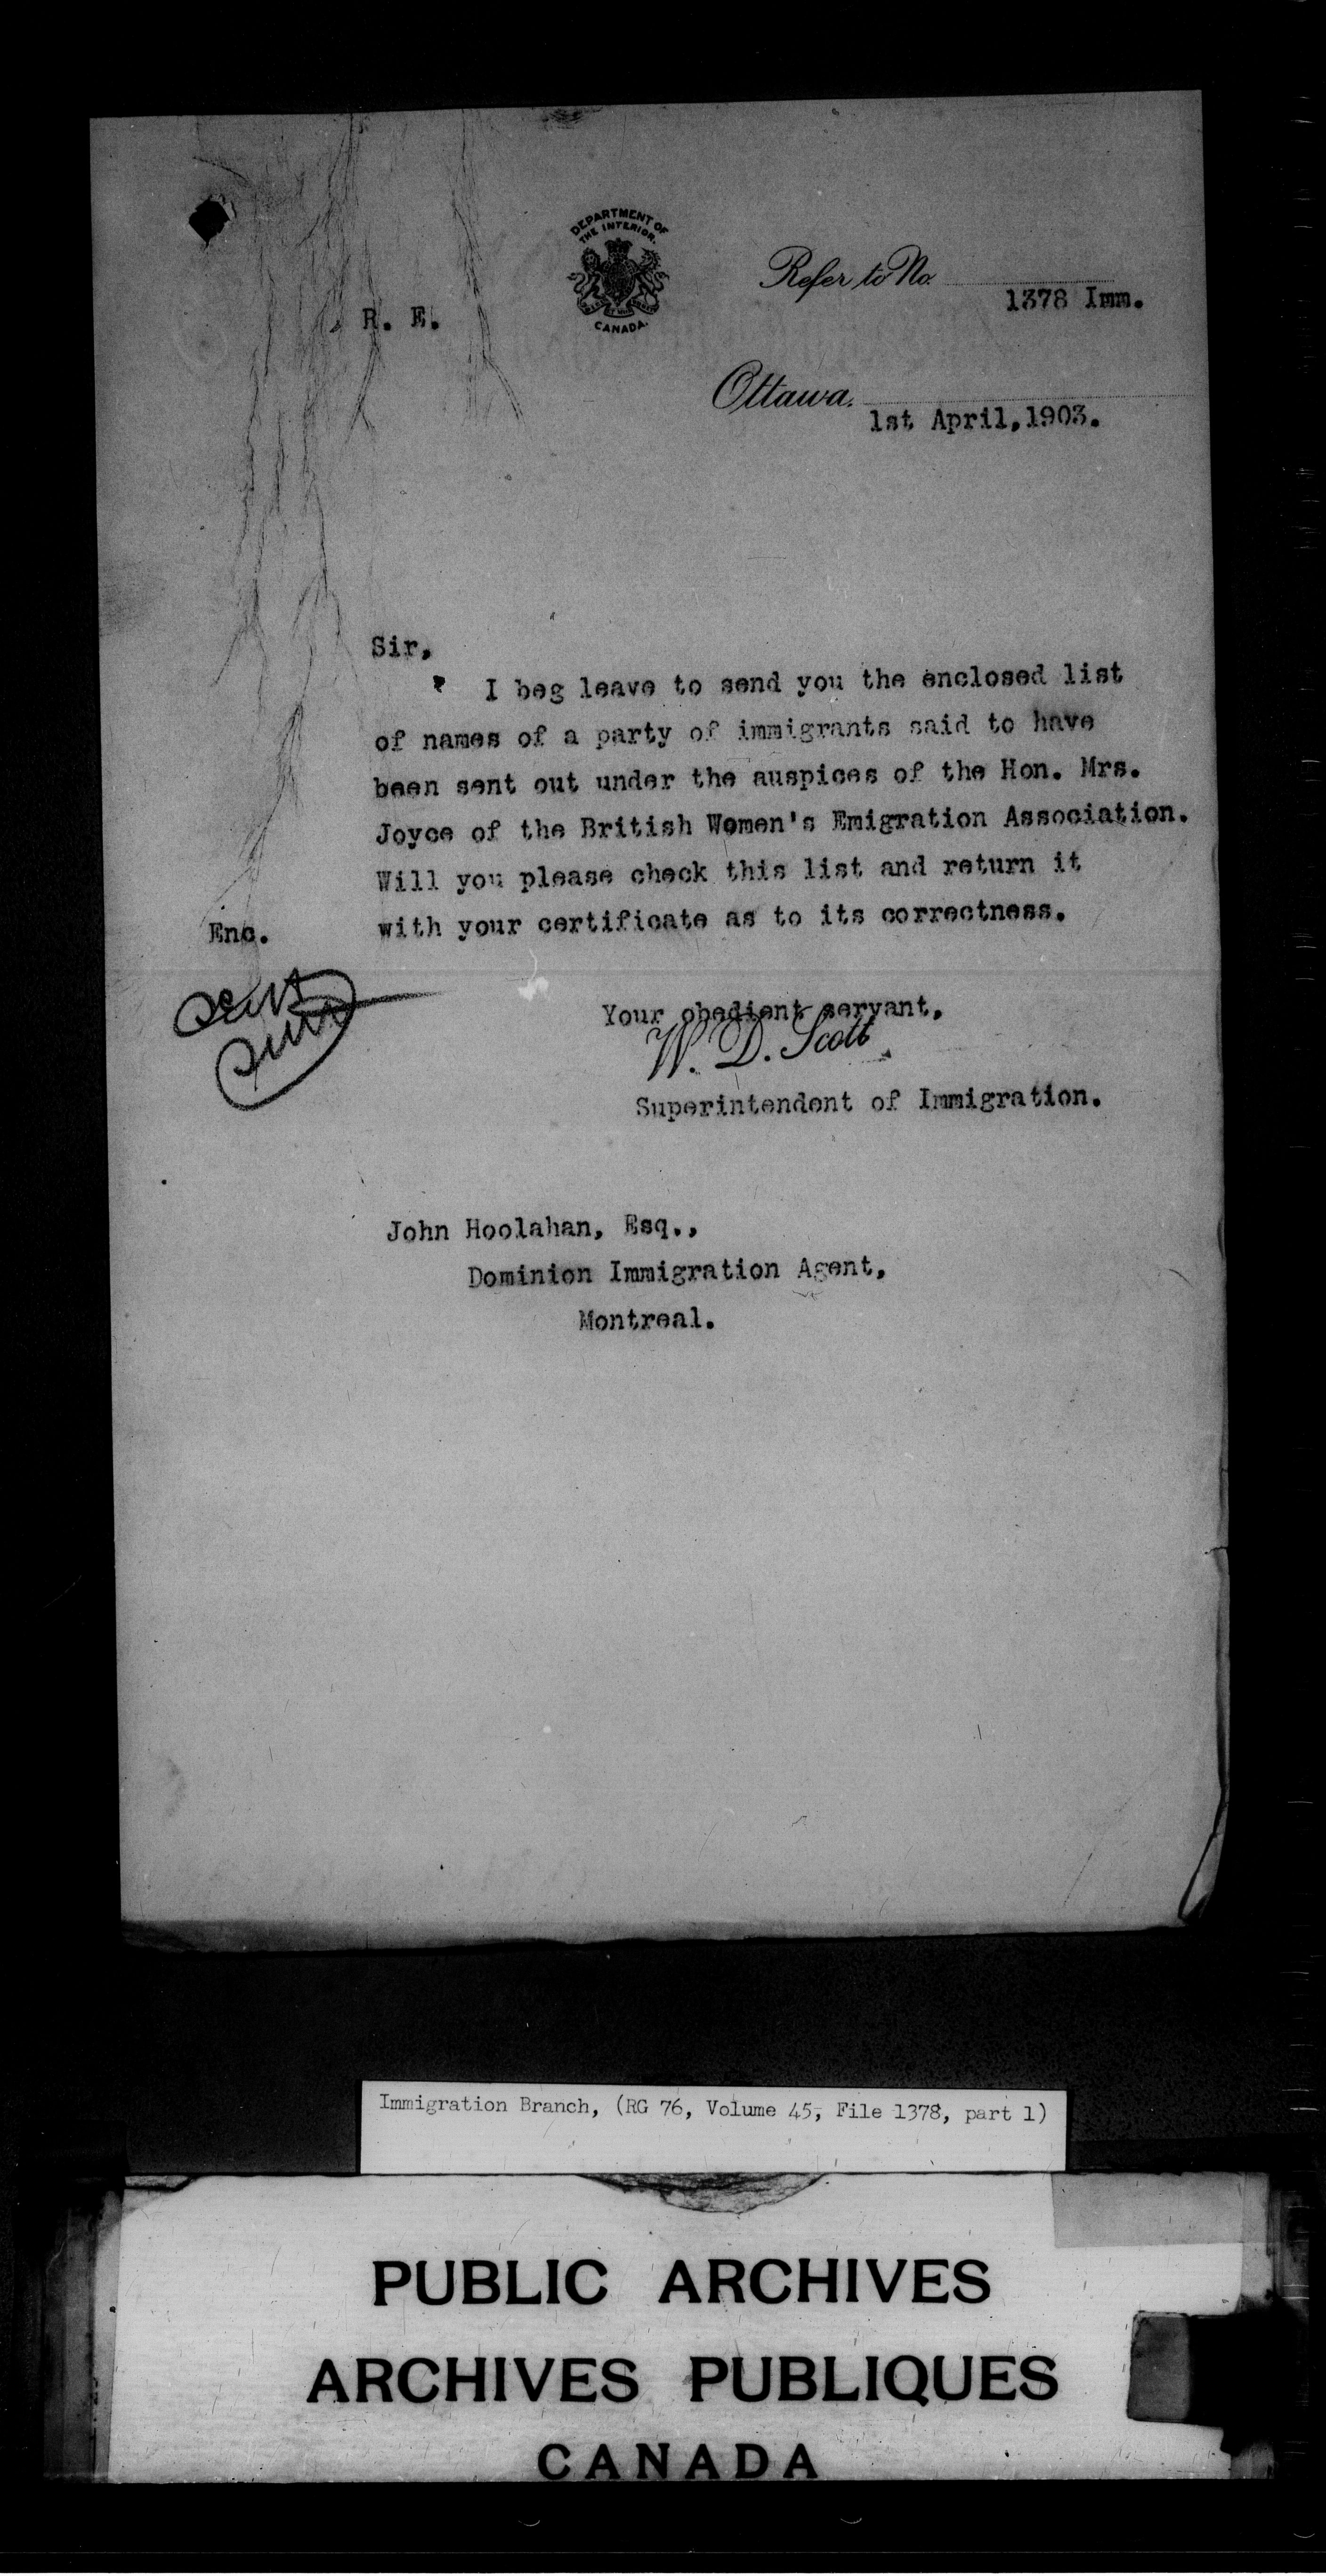 DEPARTMENT OF
THE INTERIOR.
CANADA.
Refer to No.
1378 Imm.
R. E.
Ottawa.
1st April, 1903.
Sir,
I beg leave to send you the enclosed list
of names of a party of immigrants said to have
been sent out under the auspices of the Hon. Mrs.
Joyce of the British Women's Emigration Association.
Will you please check this list and return it
with your certificate as to its correctness.
Enc.
Your obedient servant,
W. D. Scott
Superintendent of Immigration.
John Hoolahan, Esq.,
Dominion Immigration Agent,
Montreal.
Immigration Branch, (RG 76, Volume 45, File 1378, part 1)
PUBLIC ARCHIVES
ARCHIVES PUBLIQUES
CANADA